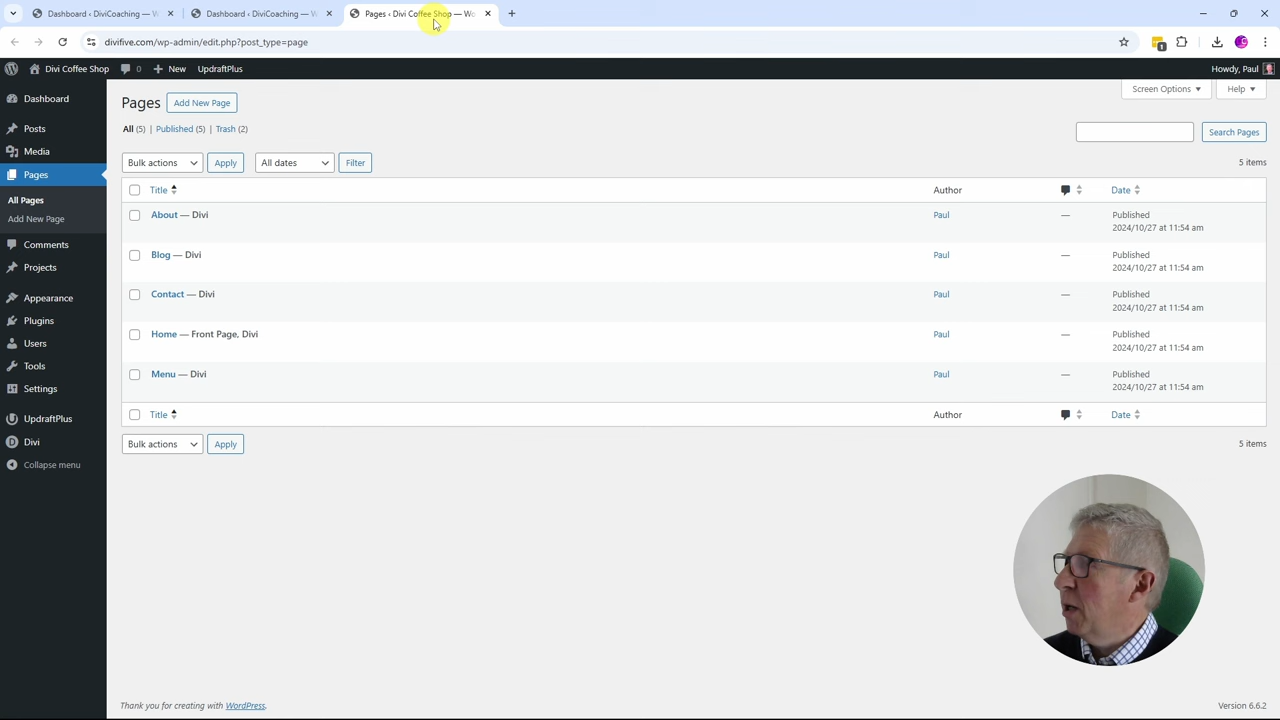 Dashboard ‹ DiviCoaching — W
Dashboard ‹ DiviCoaching — W
Pages ‹ Divi Coffee Shop — Wo
divifive.com/wp-admin/edit.php?post_type=page
1
Divi Coffee Shop
0
New
UpdraftPlus
Howdy, Paul
Dashboard
Posts
Media
Pages
All Pages
Add New Page
Comments
Projects
Appearance
Plugins
Users
Tools
Settings
UpdraftPlus
Divi
Collapse menu
Pages
Add New Page
Screen Options
Help
All (5) | Published (5) | Trash (2)
Search Pages
Bulk actions
Apply
All dates
Filter
5 items
Title
Author
Date
About — Divi
Paul
—
Published
2024/10/27 at 11:54 am
Blog — Divi
Paul
—
Published
2024/10/27 at 11:54 am
Contact — Divi
Paul
—
Published
2024/10/27 at 11:54 am
Home — Front Page, Divi
Paul
—
Published
2024/10/27 at 11:54 am
Menu — Divi
Paul
—
Published
2024/10/27 at 11:54 am
Title
Author
Date
Bulk actions
Apply
5 items
Thank you for creating with WordPress.
Version 6.6.2